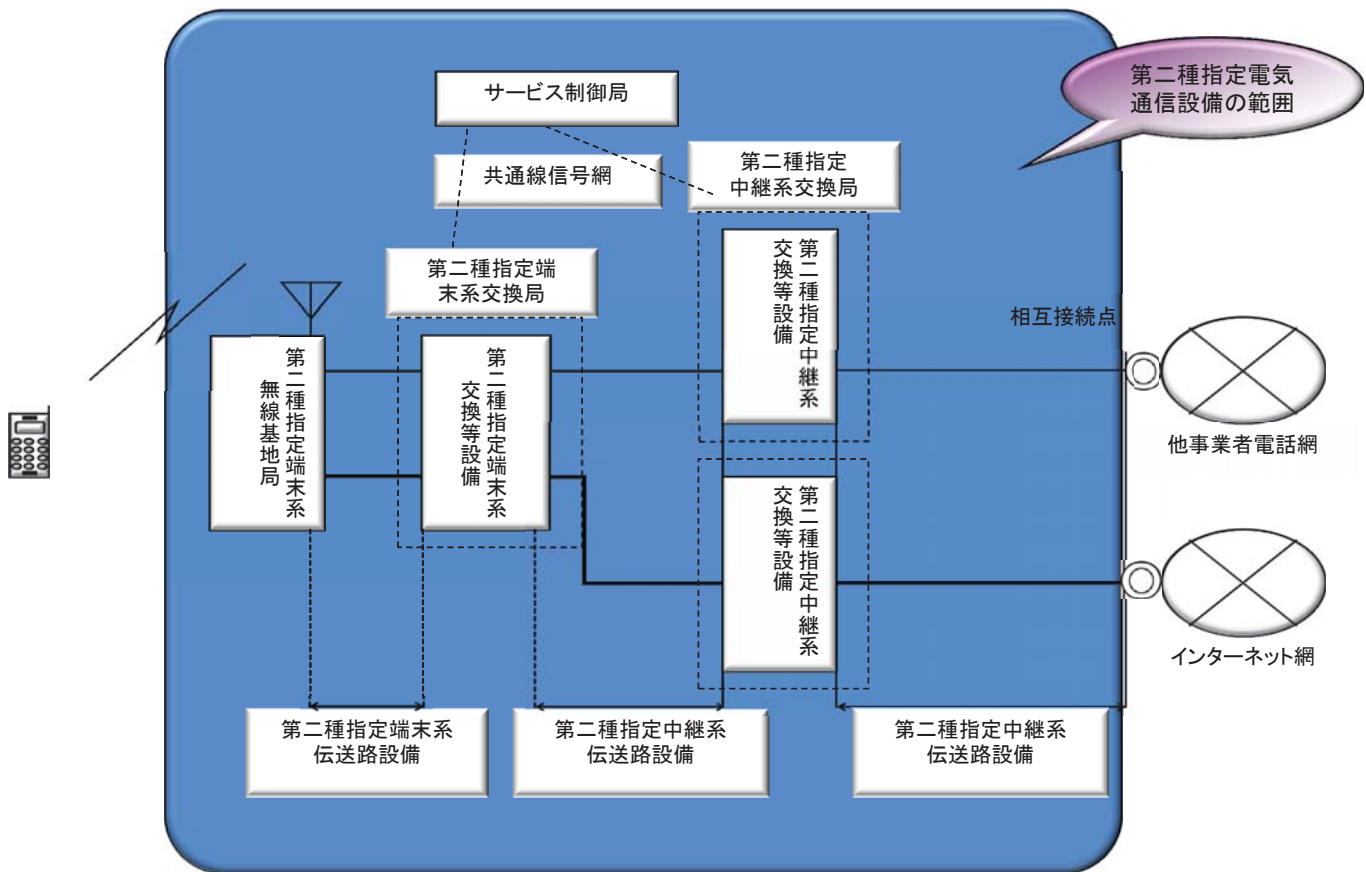 第二種指定電気
通信設備の範囲
サービス制御局
共通線信号網
第二種指定
中継系交換局
第二種指定端
末系交換局
第二種指定中継系
交換等設備
相互接続点
第二種指定端末系
無線基地局
第二種指定端末系
交換等設備
他事業者電話網
第二種指定中継系
交換等設備
インターネット網
第二種指定端末系
伝送路設備
第二種指定中継系
伝送路設備
第二種指定中継系
伝送路設備